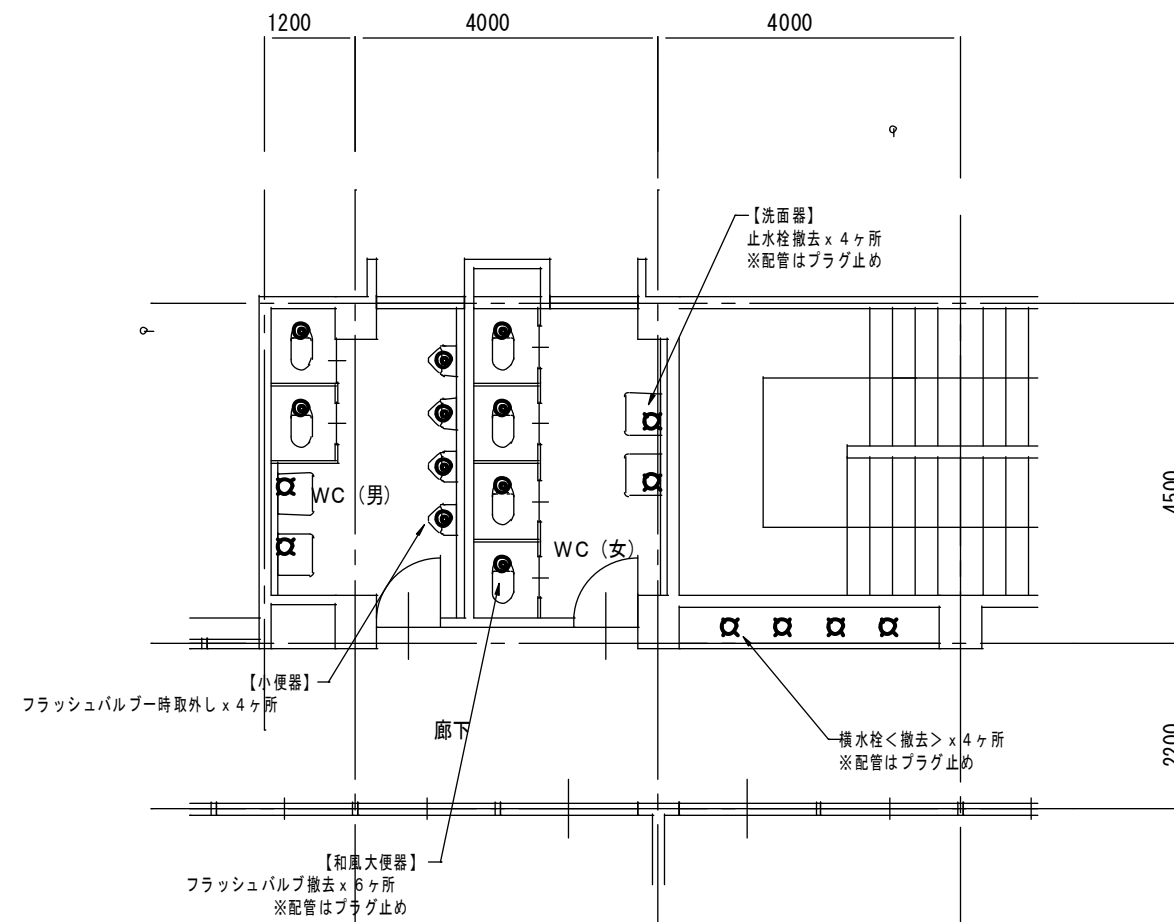 1200
4000
4000
【洗面器】
止水栓撤去 x 4ヶ所
※配管はプラグ止め
WC（男）
WC（女）
4500
【小便器】
フラッシュバルブ一時取外し x 4ヶ所
廊下
横水栓＜撤去＞ x 4ヶ所
※配管はプラグ止め
2200
【和風大便器】
フラッシュバルブ撤去 x 6ヶ所
※配管はプラグ止め